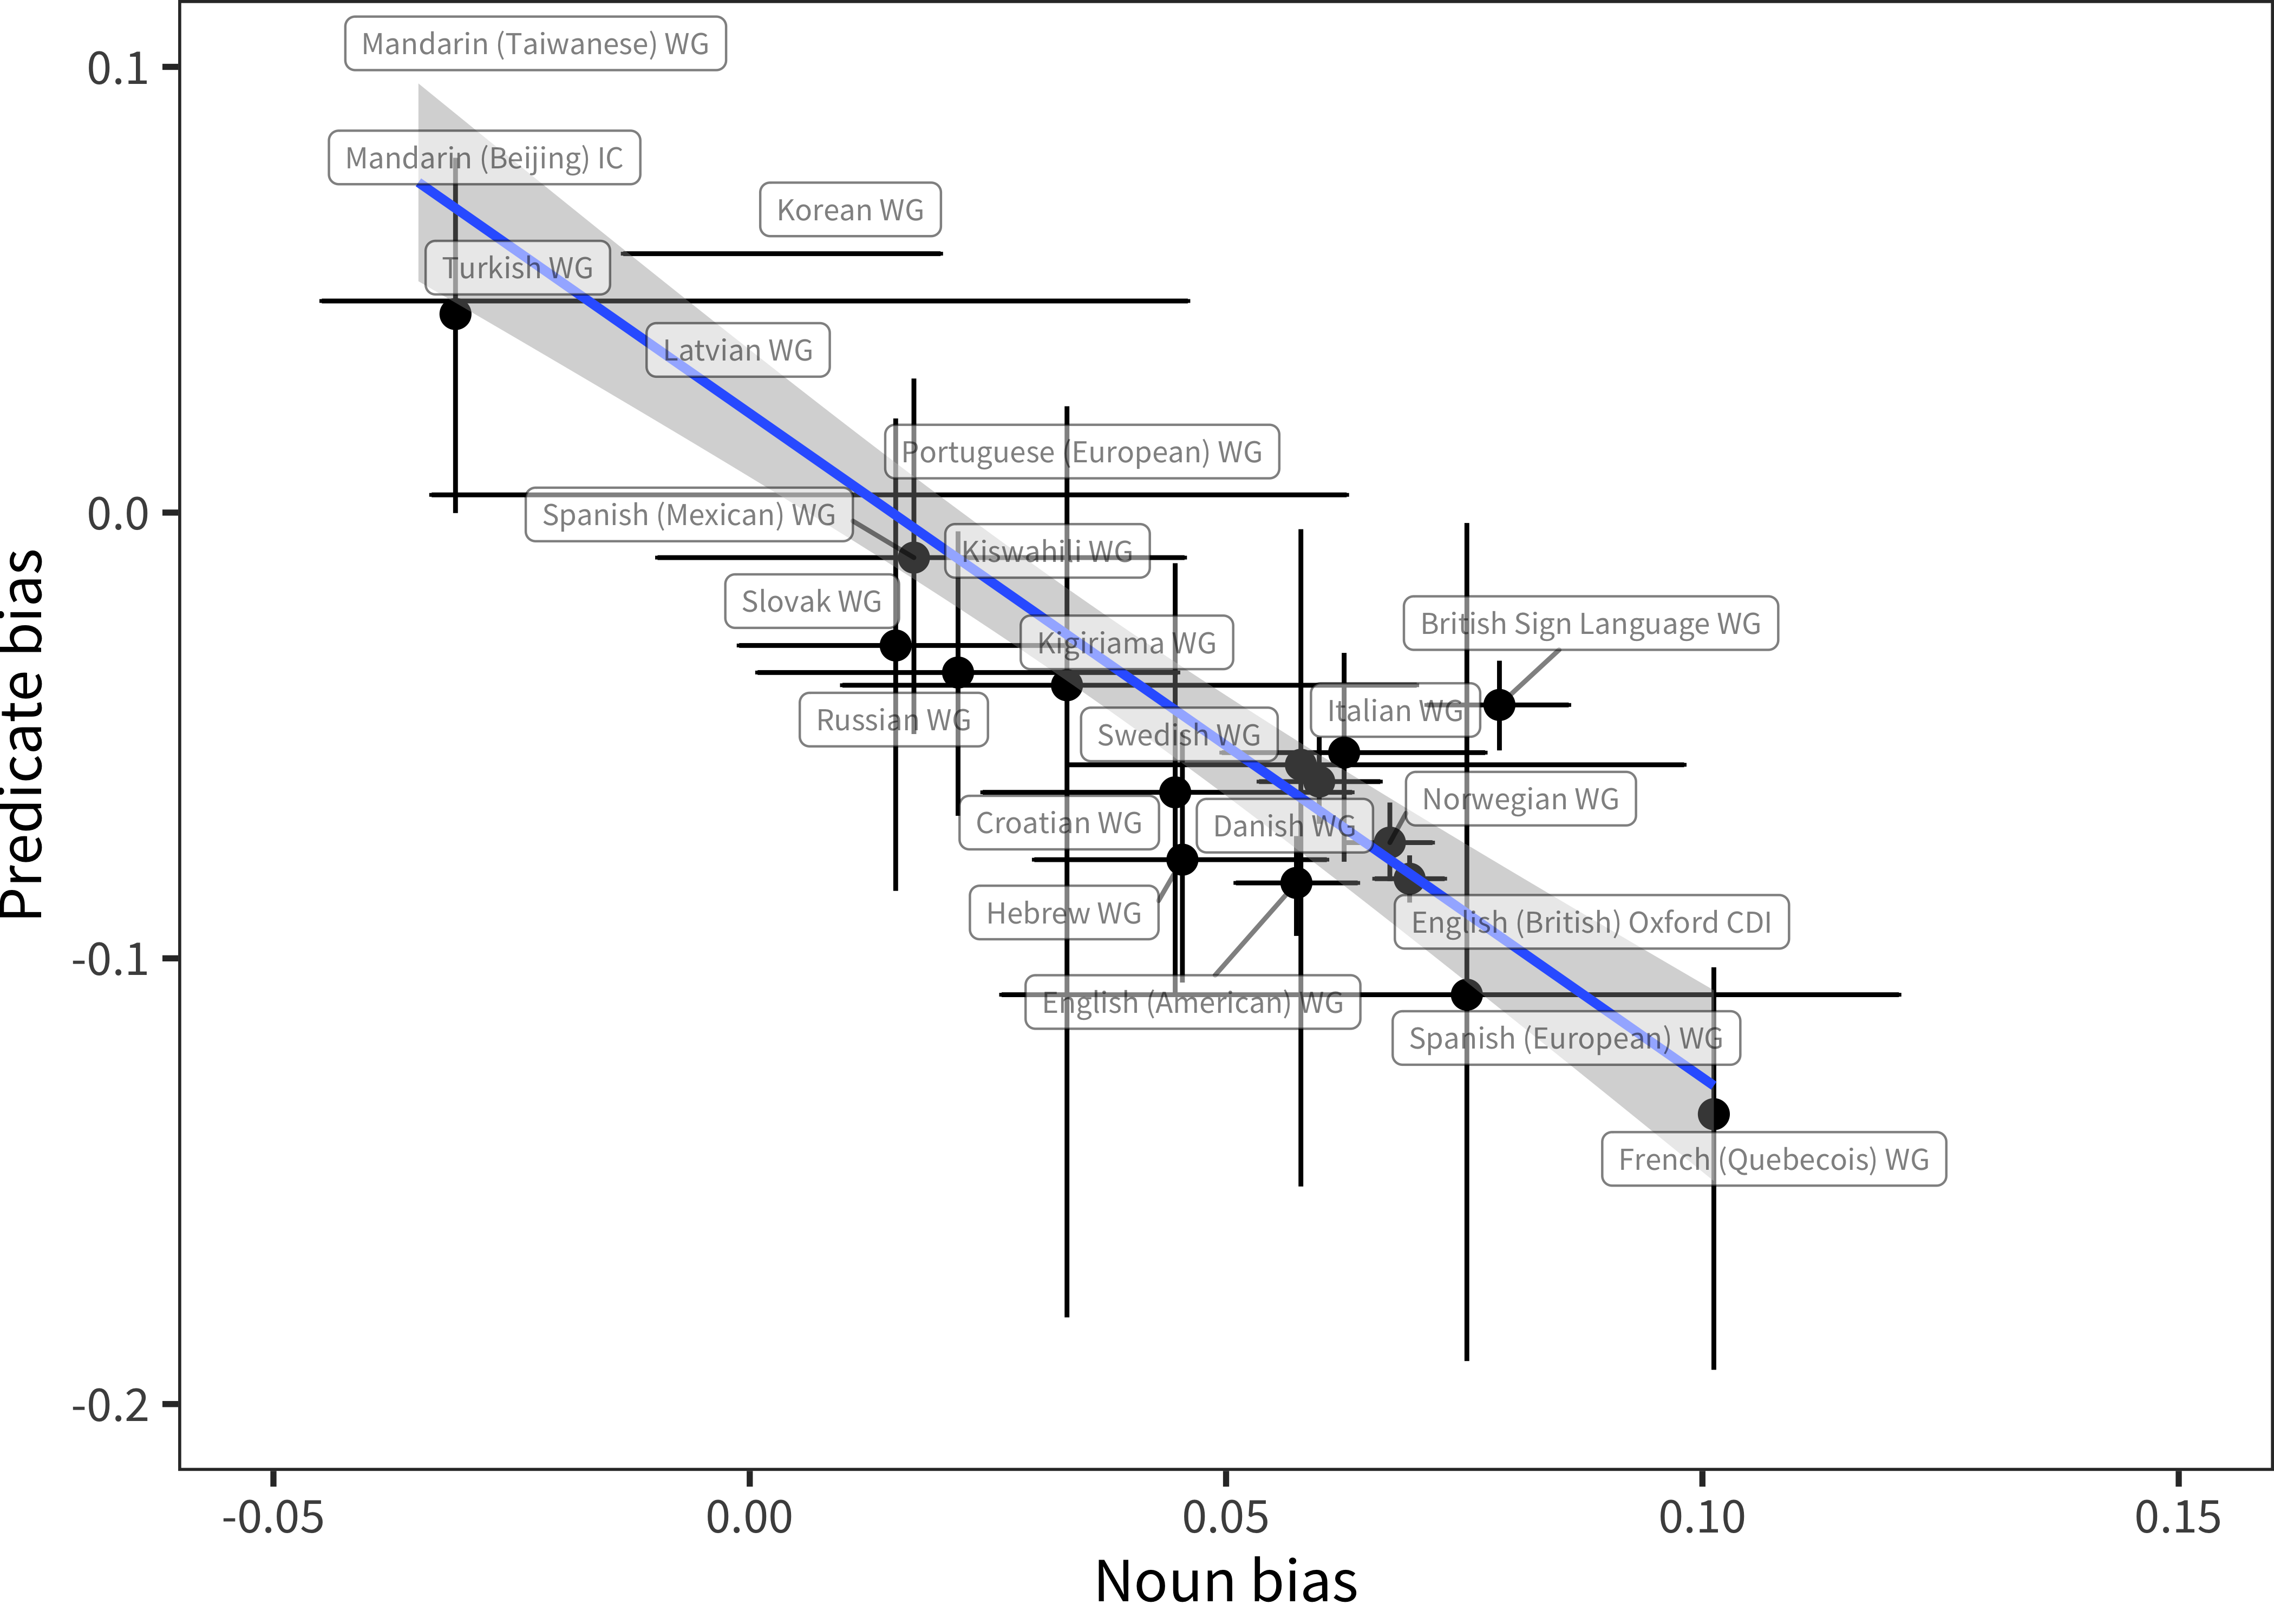 Mandarin (Taiwanese) WG
0.1
Mandarin (Beijing) IC
Korean WG
Turkish WG
Latvian WG
Portuguese (European) WG
0.0
Spanish (Mexican) WG
Kiswahili WG
Slovak WG
British Sign Language WG
Kigiriama WG
Italian WG
Russian WG
Swedish WG
Predicate bias
Norwegian WG
Croatian WG
Danish WG
Hebrew WG
English (British) Oxford CDI
-0.1
English (American) WG
Spanish (European) WG
French (Quebecois) WG
-0.2
-0.05 0.00 0.05 0.10 0.15
Noun bias